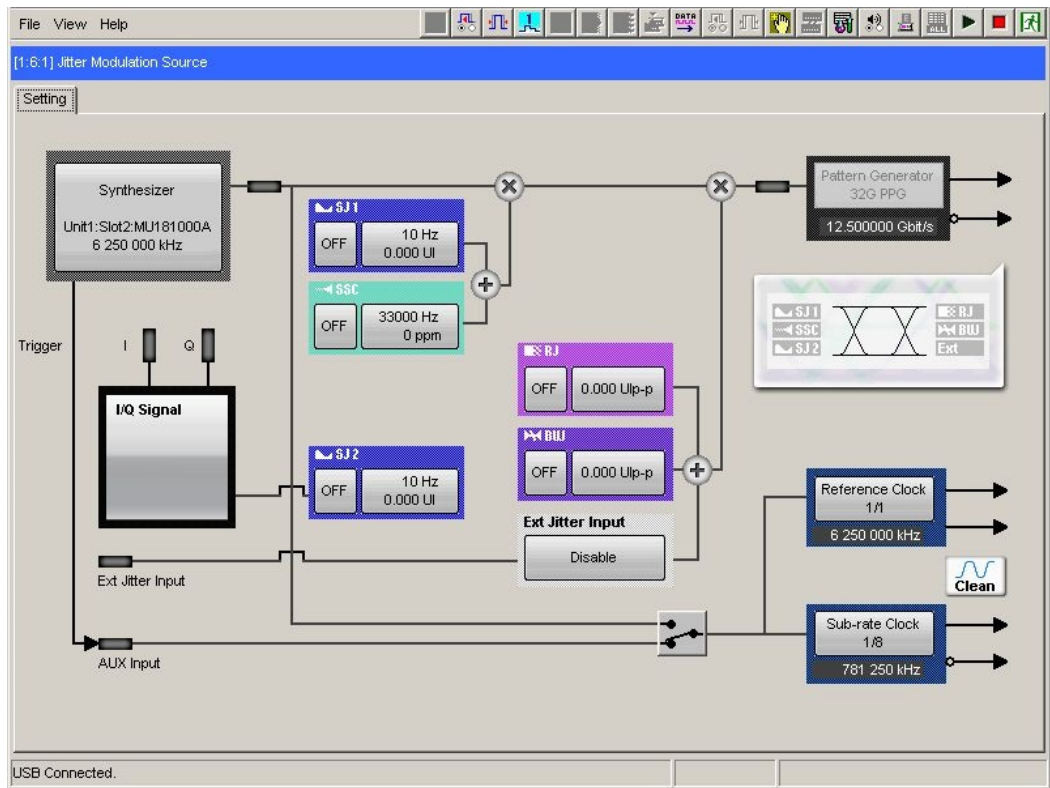 File View Help
DATA
ALL
[1:6:1] Jitter Modulation Source
Setting
Synthesizer
Unit1:Slot2:MU181000A
6 250 000 kHz
SJ1
OFF
10 Hz
0.000 UI
SSC
OFF
33000 Hz
0 ppm
Pattern Generator
32G PPG
12.500000 Gbit/s
SJ1
SSC
SJ2
RJ
BUJ
Ext
Trigger
I
Q
I/Q Signal
RJ
OFF
0.000 UIp-p
BUJ
OFF
0.000 UIp-p
SJ2
OFF
10 Hz
0.000 UI
Ext Jitter Input
Disable
Reference Clock
1/1
6 250 000 kHz
Clean
Ext Jitter Input
AUX Input
Sub-rate Clock
1/8
781 250 kHz
USB Connected.